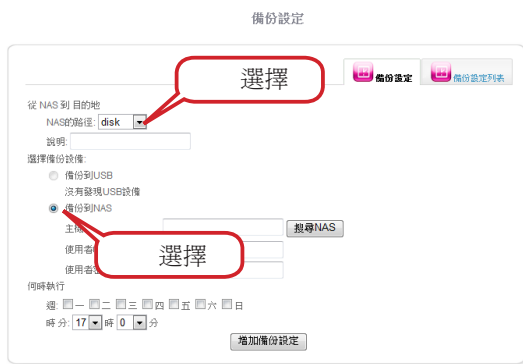 備份設定
選擇
備份設定
備份設定列表
從 NAS 到 目的地
NAS的路徑: disk
說明:
選擇備份設備:
備份到USB
沒有發現USB設備
備份到NAS
主機
搜尋NAS
使用者
選擇
使用者
何時執行
週: 一 二 三 四 五 六 日
時 分: 17 時 0 分
增加備份設定